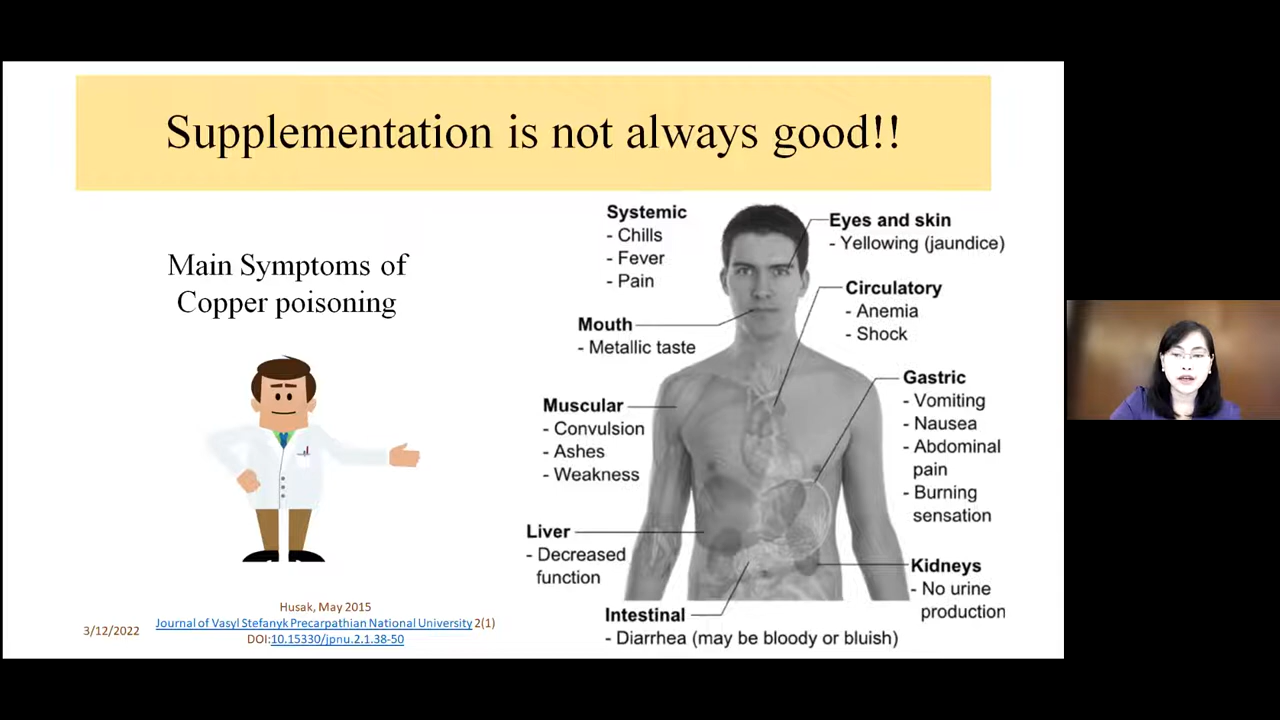 Supplementation is not always good!!
Main Symptoms of
Copper poisoning
Systemic
- Chills
- Fever
- Pain
Mouth
- Metallic taste
Muscular
- Convulsion
- Ashes
- Weakness
Liver
- Decreased
function
Intestinal
- Diarrhea (may be bloody or bluish)
Eyes and skin
- Yellowing (jaundice)
Circulatory
- Anemia
- Shock
Gastric
- Vomiting
- Nausea
- Abdominal
pain
- Burning
sensation
Kidneys
- No urine
production
3/12/2022
Husak, May 2015
Journal of Vasyl Stefanyk Precarpathian National University 2(1)
DOI:10.15330/jpnu.2.1.38-50